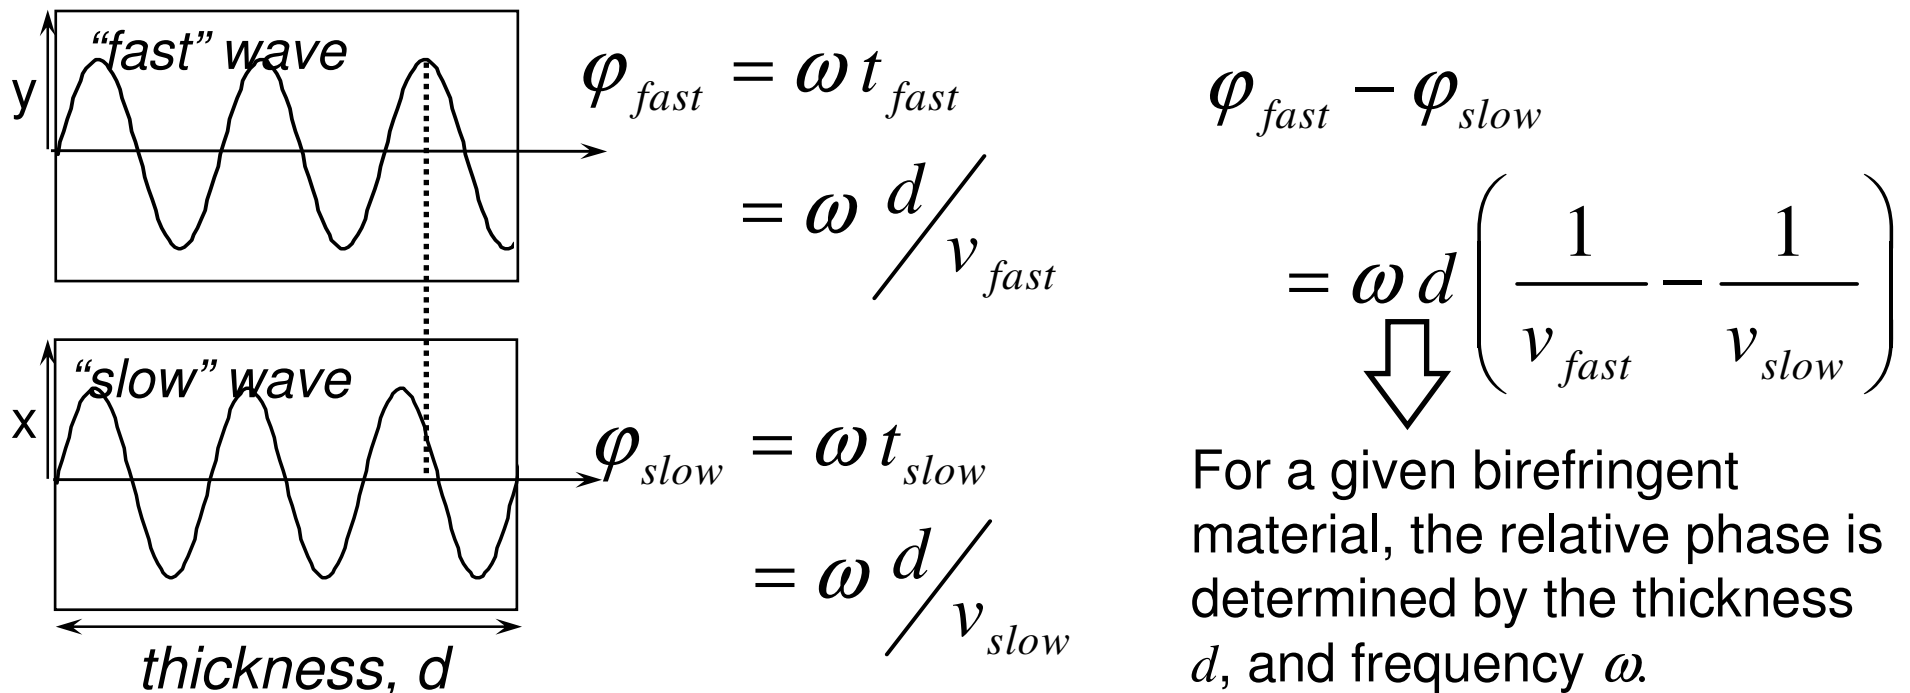 “fast” wave
y
φ_fast = ω t_fast
= ω d/v_fast
“slow” wave
x
φ_slow = ω t_slow
= ω d/v_slow
thickness, d
φ_fast − φ_slow
= ω d ( 1/v_fast − 1/v_slow )
For a given birefringent
material, the relative phase is
determined by the thickness
d, and frequency ω.